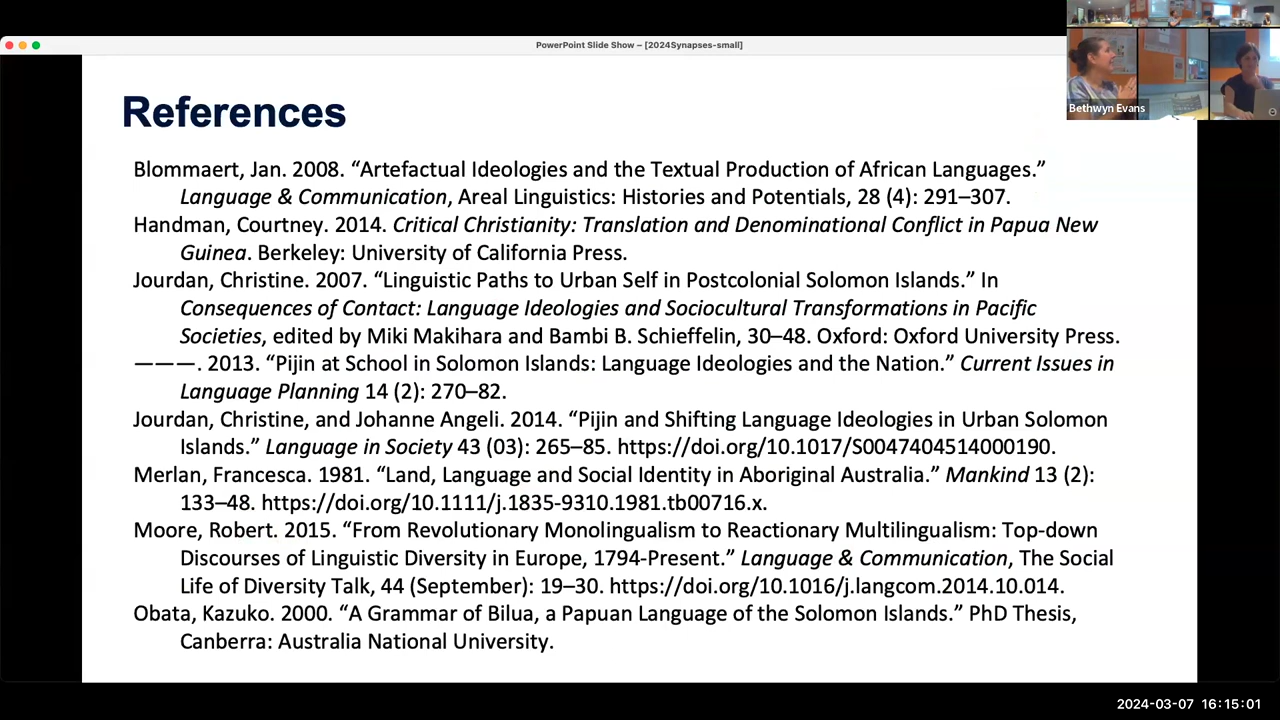 PowerPoint Slide Show – [2024Synapses-small]
Bethwyn Evans
References
Blommaert, Jan. 2008. “Artefactual Ideologies and the Textual Production of African Languages.”
Language & Communication, Areal Linguistics: Histories and Potentials, 28 (4): 291–307.
Handman, Courtney. 2014. Critical Christianity: Translation and Denominational Conflict in Papua New
Guinea. Berkeley: University of California Press.
Jourdan, Christine. 2007. “Linguistic Paths to Urban Self in Postcolonial Solomon Islands.” In
Consequences of Contact: Language Ideologies and Sociocultural Transformations in Pacific
Societies, edited by Miki Makihara and Bambi B. Schieffelin, 30–48. Oxford: Oxford University Press.
———. 2013. “Pijin at School in Solomon Islands: Language Ideologies and the Nation.” Current Issues in
Language Planning 14 (2): 270–82.
Jourdan, Christine, and Johanne Angeli. 2014. “Pijin and Shifting Language Ideologies in Urban Solomon
Islands.” Language in Society 43 (03): 265–85. https://doi.org/10.1017/S0047404514000190.
Merlan, Francesca. 1981. “Land, Language and Social Identity in Aboriginal Australia.” Mankind 13 (2):
133–48. https://doi.org/10.1111/j.1835-9310.1981.tb00716.x.
Moore, Robert. 2015. “From Revolutionary Monolingualism to Reactionary Multilingualism: Top-down
Discourses of Linguistic Diversity in Europe, 1794-Present.” Language & Communication, The Social
Life of Diversity Talk, 44 (September): 19–30. https://doi.org/10.1016/j.langcom.2014.10.014.
Obata, Kazuko. 2000. “A Grammar of Bilua, a Papuan Language of the Solomon Islands.” PhD Thesis,
Canberra: Australia National University.
2024-03-07 16:15:01